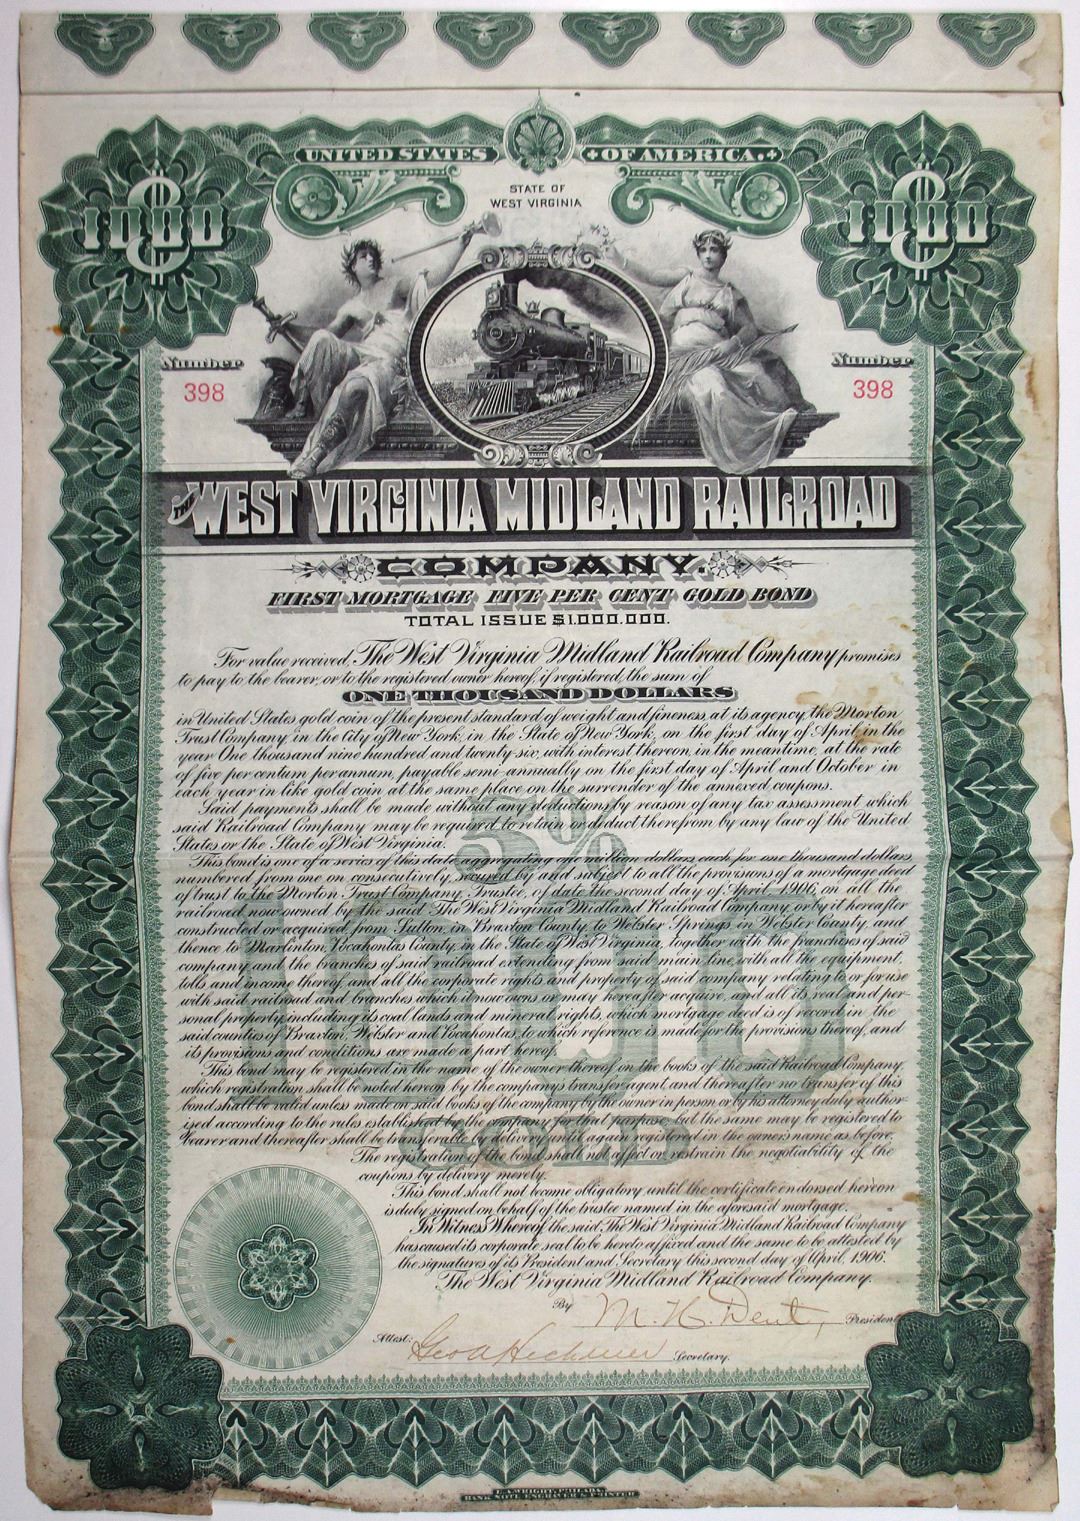 UNITED STATES OF AMERICA.
1000 $
1000 $
STATE OF
WEST VIRGINIA
Number
398
Number
398
THE WEST VIRGINIA MIDLAND RAILROAD
COMPANY.
FIRST MORTGAGE FIVE PER CENT GOLD BOND
TOTAL ISSUE $1,000,000.
For value received, The West Virginia Midland Railroad Company promises
to pay to the bearer, or to the registered owner hereof, if registered, the sum of
ONE THOUSAND DOLLARS
in United States gold coin of the present standard of weight and fineness, at its agency, the Morton
Trust Company, in the City of New York, in the State of New York, on the first day of April, in the
year One thousand nine hundred and twenty-six, with interest thereon, in the meantime, at the rate
of five per centum per annum, payable semi-annually on the first day of April and October in
each year in like gold coin at the same place on the surrender of the annexed coupons.
Said payments shall be made without any deductions by reason of any tax assessment which
said Railroad Company may be required to retain or deduct therefrom by any law of the United
States or the State of West Virginia.
This bond is one of a series of this date aggregating one million dollars, each for one thousand dollars
numbered from one on consecutively, secured by and subject to all the provisions of a mortgage deed
of trust to the Morton Trust Company, Trustee, of date the second day of April, 1906, on all the
railroad now owned by the said The West Virginia Midland Railroad Company, or by it hereafter
constructed or acquired, from Sutton, in Braxton County, to Webster Springs, in Webster County, and
thence to Marlinton, Pocahontas County, in the State of West Virginia, together with the franchises of said
company and the branches of said railroad extending from said main line, with all the equipment,
tolls and income thereof, and all the corporate rights and property of said company relating to or for use
with said railroad and branches which it now owns or may hereafter acquire, and all its real and per-
sonal property, including its coal lands and mineral rights, which mortgage deed is of record in the
said counties of Braxton, Webster and Pocahontas, to which reference is made for the provisions thereof, and
its provisions and conditions are made a part hereof.
This bond may be registered in the name of the owner thereof on the books of the said Railroad Company,
which registration shall be noted hereon by the company's transfer agent, and thereafter no transfer of this
bond shall be valid unless made on said books of the company by the owner in person or by his attorney duly author-
ised according to the rules established by the company for that purpose, but the same may be registered to
bearer and thereafter shall be transferable by delivery until again registered in the owner's name as before.
The registration of the bond shall not affect or restrain the negotiability of the
coupons by delivery merely.
This bond shall not become obligatory until the certificate endorsed hereon
is duly signed on behalf of the trustee named in the aforesaid mortgage.
In Witness Whereof, the said, The West Virginia Midland Railroad Company
has caused its corporate seal to be hereto affixed and the same to be attested by
the signatures of its President and Secretary this second day of April, 1906.
The West Virginia Midland Railroad Company.
By M. H. Dent, President
Attest: Geo A Hechmer Secretary.
5%
1000
GOLD
E.A. WRIGHT, PHILADA.
BANK NOTE ENGRAVER & PRINTER